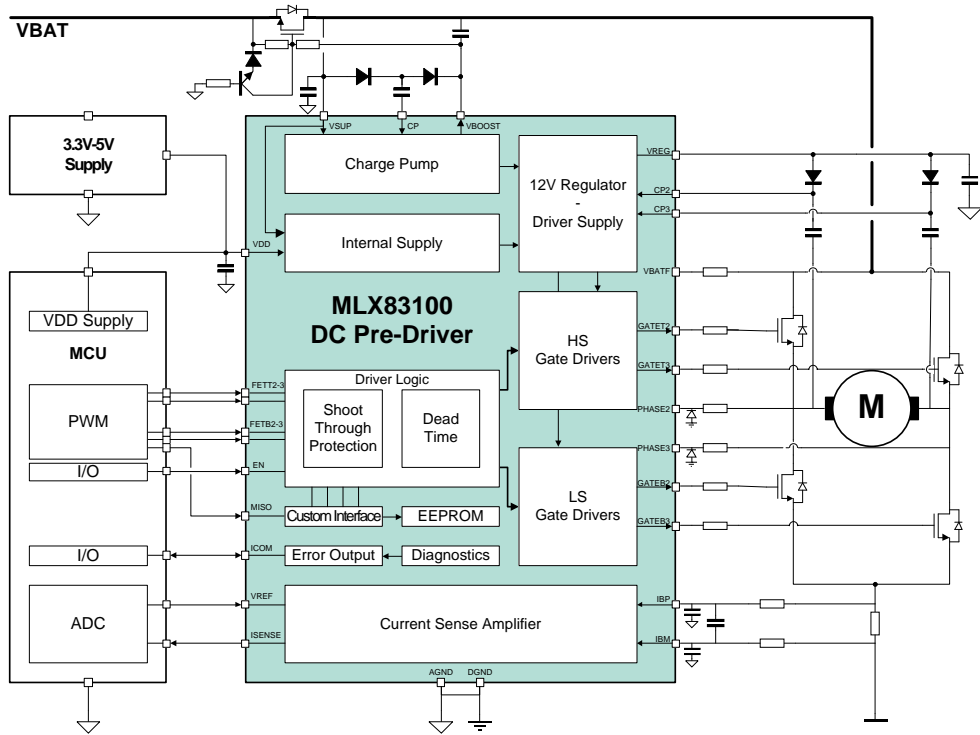 VBAT
3.3V-5V
Supply
VSUP
CP
VBOOST
Charge Pump
12V Regulator
-
Driver Supply
VREG
CP2
CP3
Internal Supply
VDD
VBATF
MLX83100
DC Pre-Driver
VDD Supply
MCU
HS
Gate Drivers
GATET2
GATET3
PHASE2
M
PWM
FETT2-3
FETB2-3
Driver Logic
Shoot
Through
Protection
Dead
Time
PHASE3
I/O
EN
LS
Gate Drivers
GATEB2
GATEB3
MISO
Custom Interface
EEPROM
I/O
ICOM
Error Output
Diagnostics
ADC
VREF
ISENSE
Current Sense Amplifier
IBP
IBM
AGND
DGND